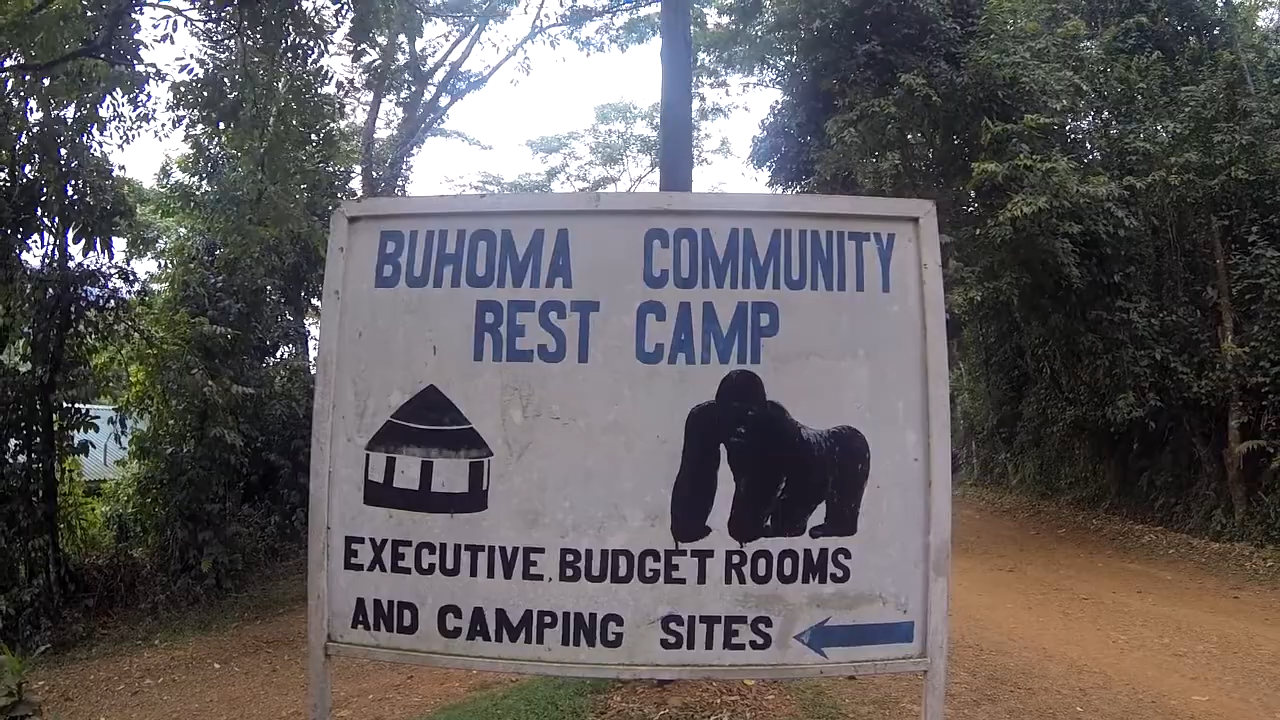 BUHOMA COMMUNITY
REST CAMP
EXECUTIVE, BUDGET ROOMS
AND CAMPING SITES